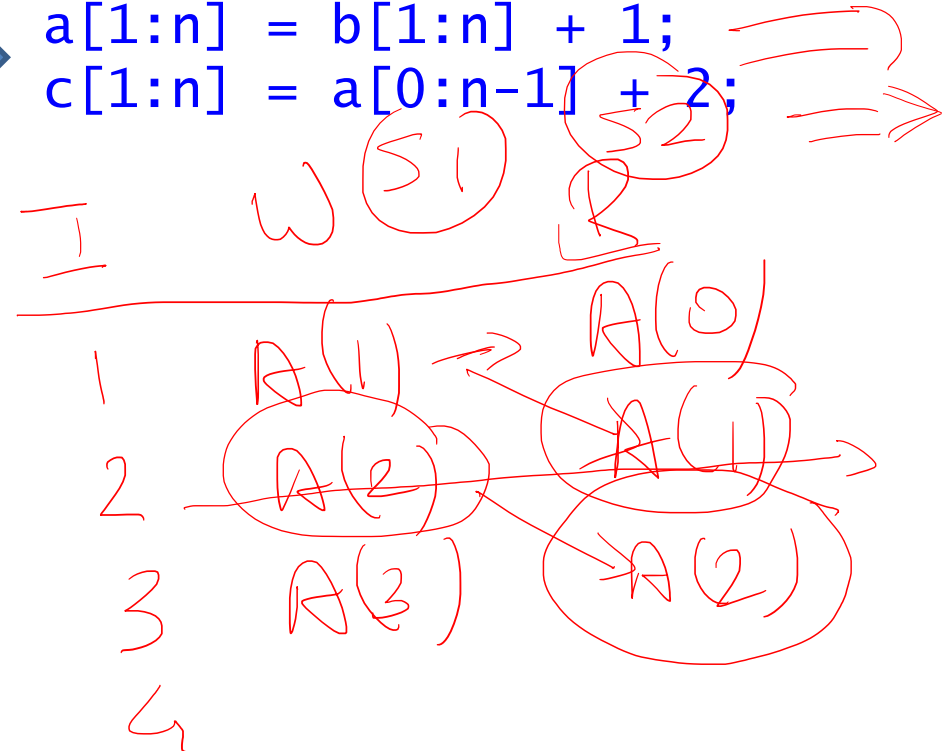 a[1:n] = b[1:n] + 1;
c[1:n] = a[0:n-1] + 2;
S1 S2
I W R
1 A(1) A(0)
2 A(2) A(1)
3 A(3) A(2)
4